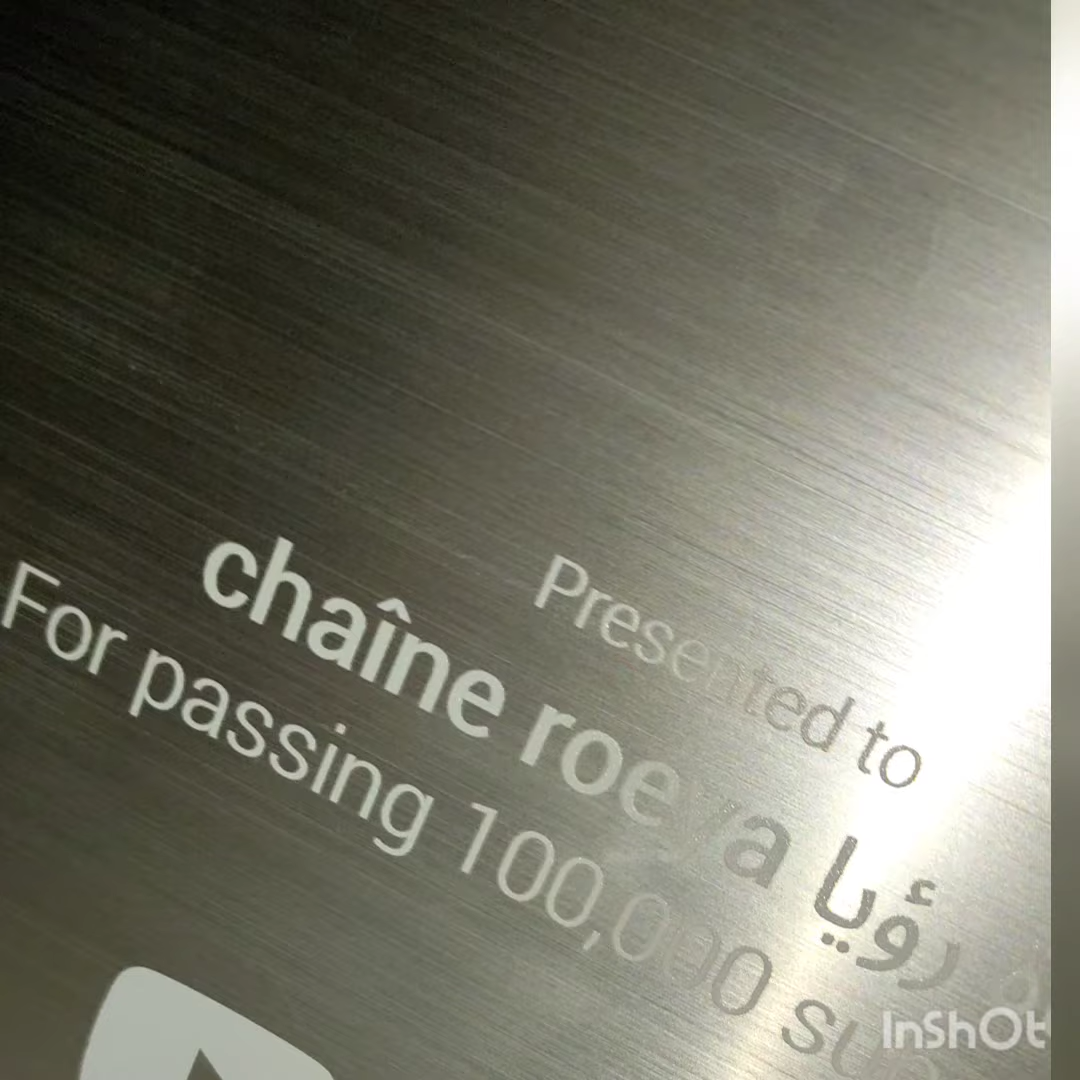 Presented to
chaîne roeya رؤيا
For passing 100,000
InShOt